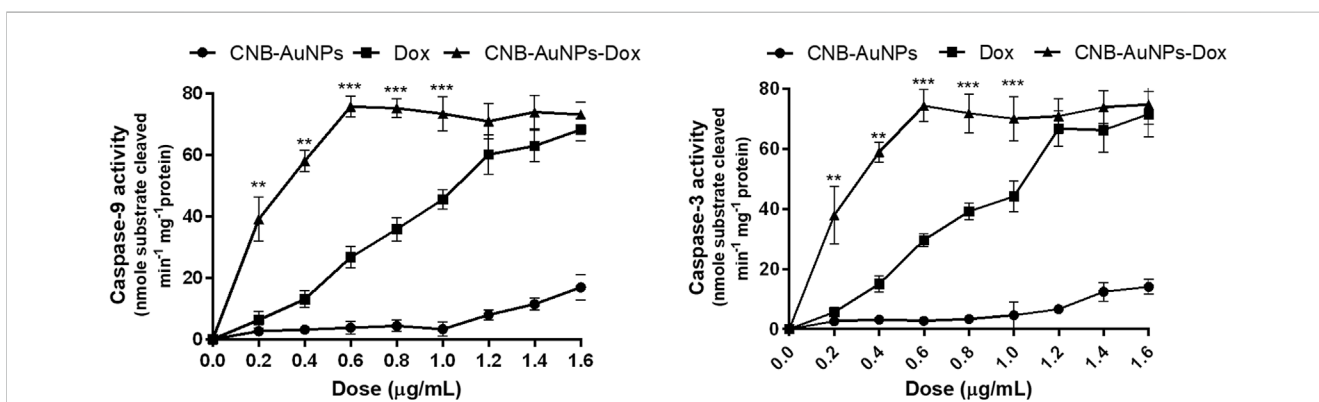 CNB-AuNPs Dox CNB-AuNPs-Dox
Caspase-9 activity
(nmole substrate cleaved
min⁻¹ mg⁻¹protein)
80
60
40
20
0
** ** *** *** ***
0.0 0.2 0.4 0.6 0.8 1.0 1.2 1.4 1.6
Dose (μg/mL)
CNB-AuNPs Dox CNB-AuNPs-Dox
Caspase-3 activity
(nmole substrate cleaved
min⁻¹ mg⁻¹ protein)
80
60
40
20
0
** ** *** *** ***
0.0 0.2 0.4 0.6 0.8 1.0 1.2 1.4 1.6
Dose (μg/mL)